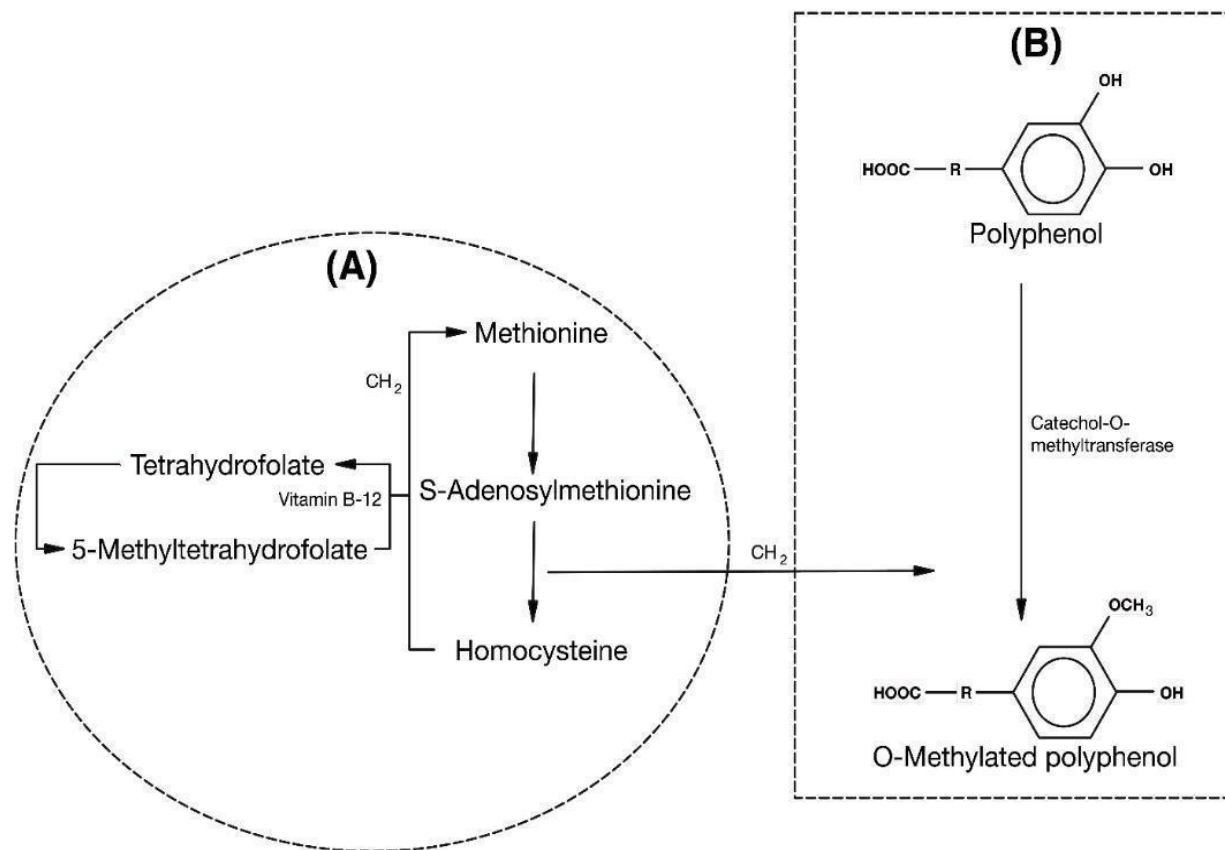 (A)
Methionine
CH2
Tetrahydrofolate
Vitamin B-12
S-Adenosylmethionine
5-Methyltetrahydrofolate
Homocysteine
CH2
(B)
OH
HOOC R OH
Polyphenol
Catechol-O-
methyltransferase
OCH3
HOOC R OH
O-Methylated polyphenol